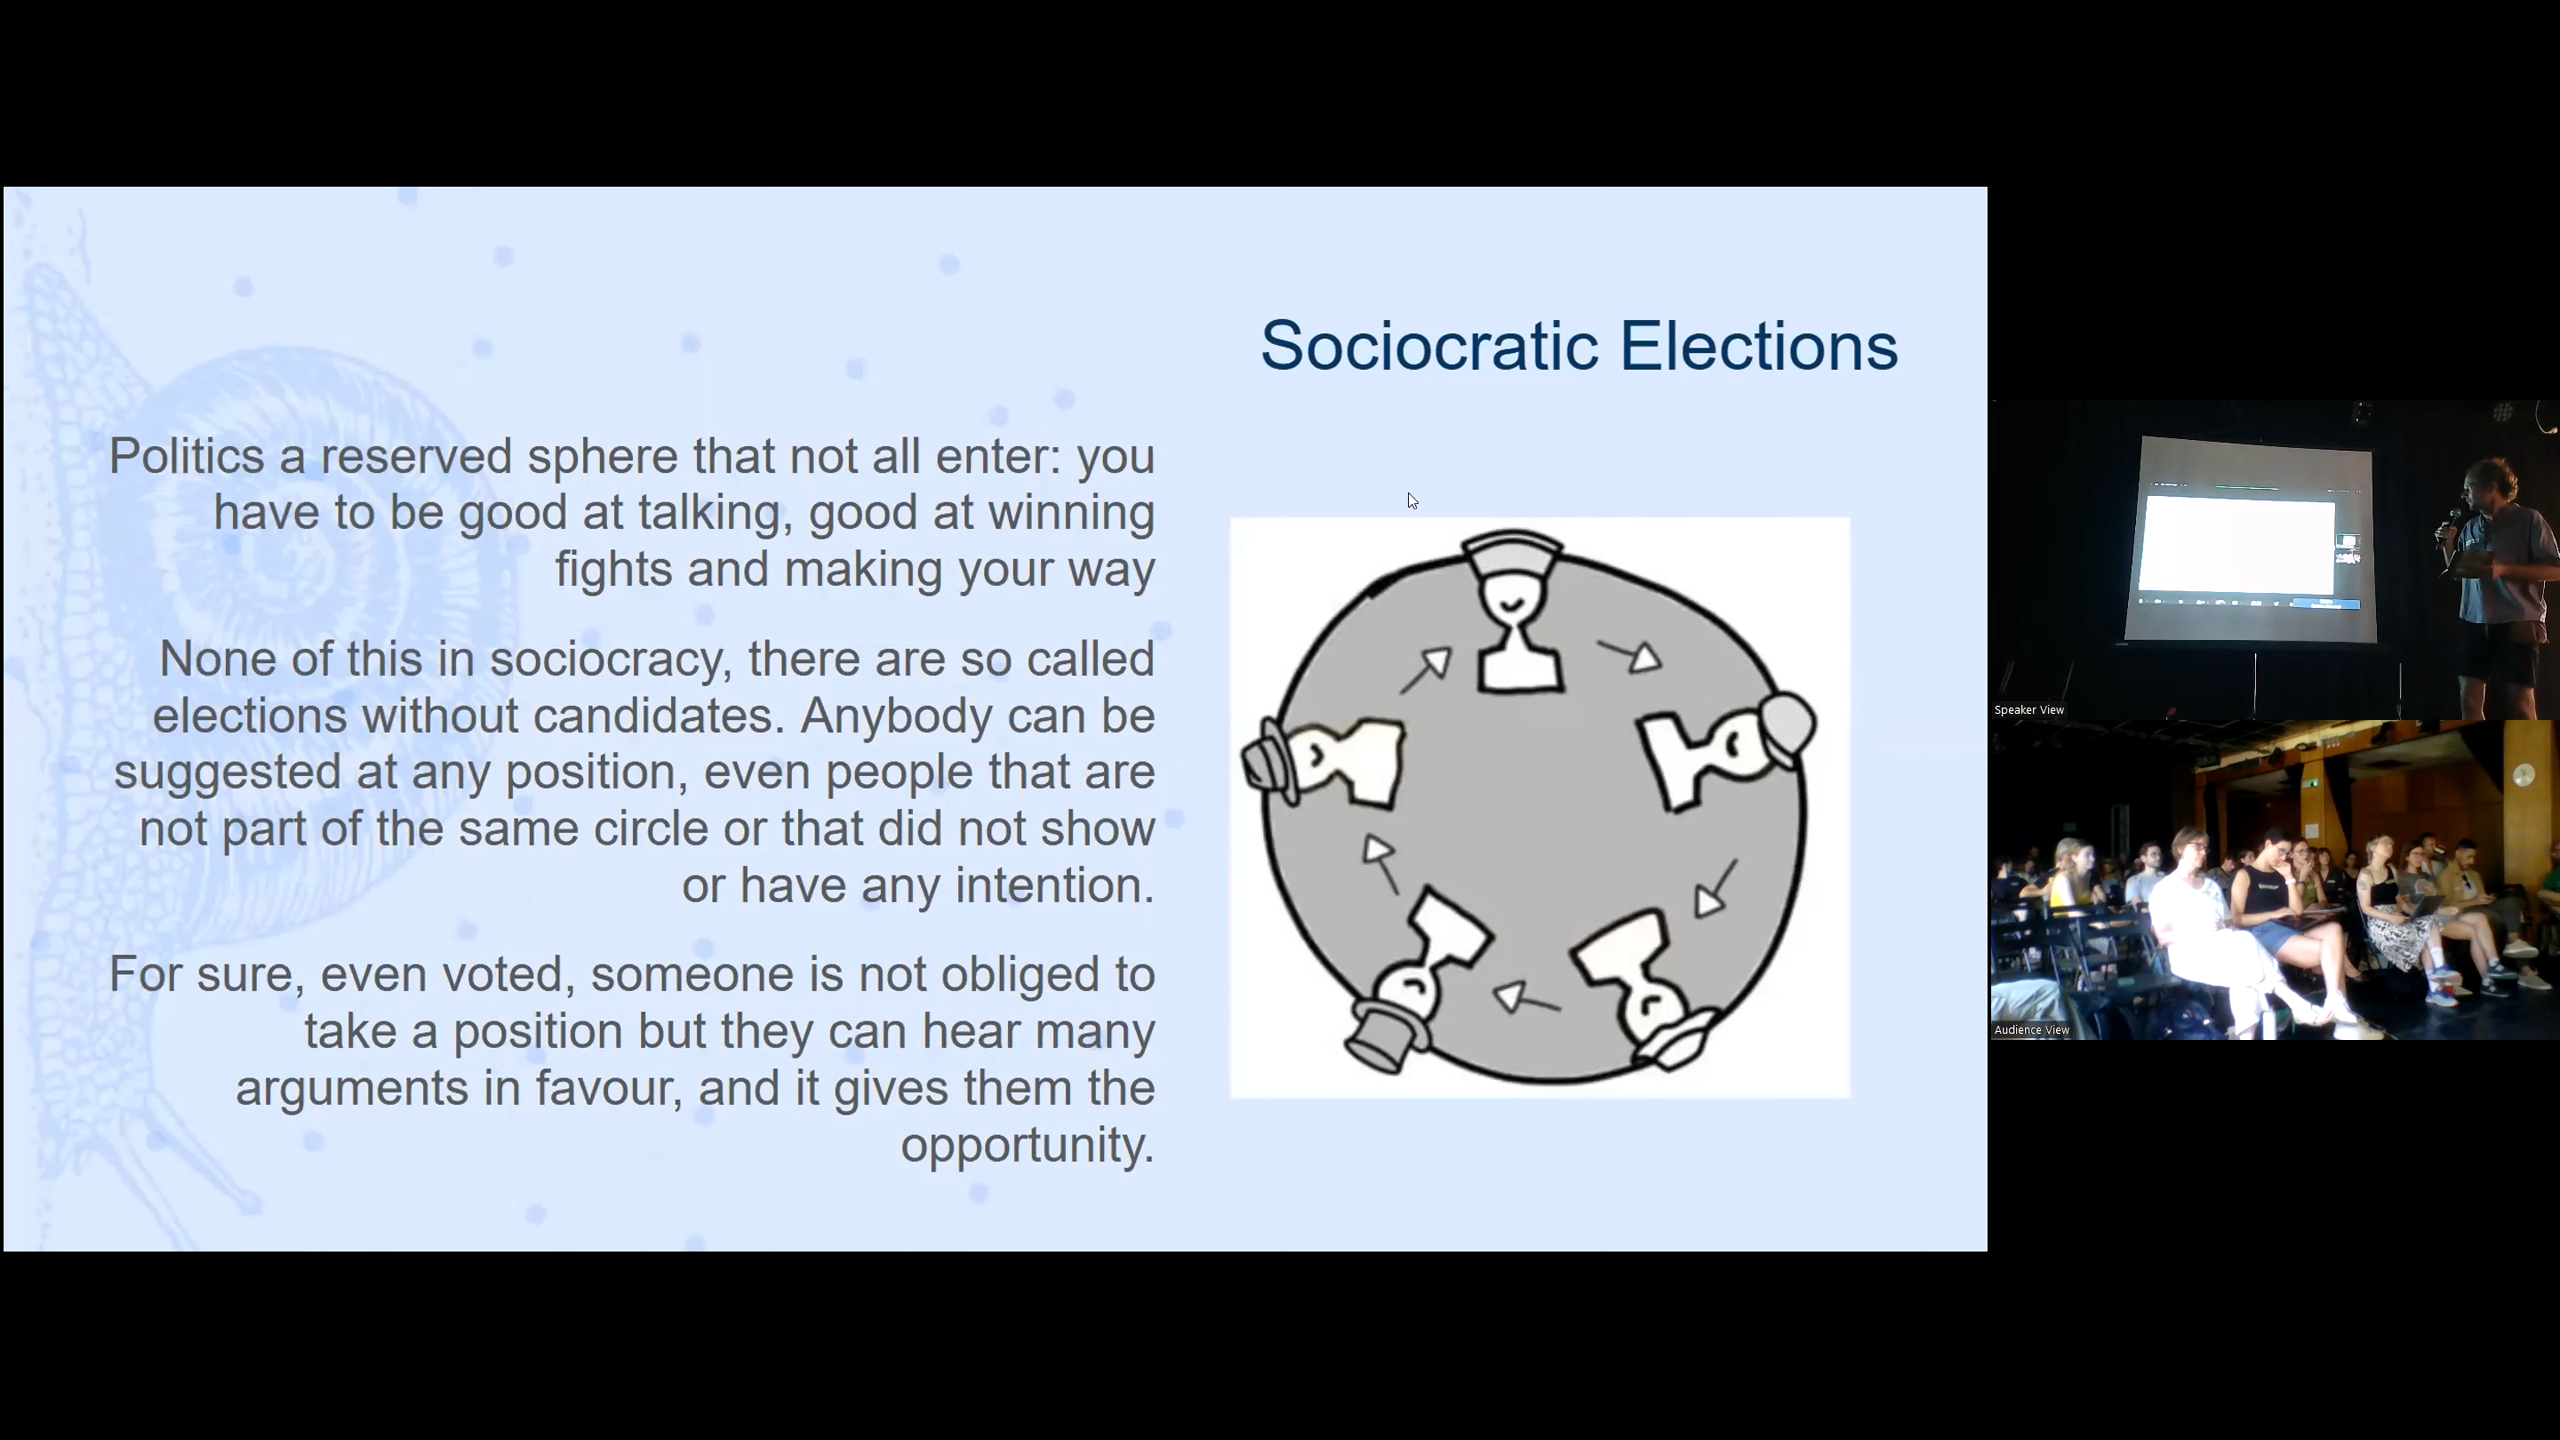 Sociocratic Elections
Politics a reserved sphere that not all enter: you
have to be good at talking, good at winning
fights and making your way
None of this in sociocracy, there are so called
elections without candidates. Anybody can be
suggested at any position, even people that are
not part of the same circle or that did not show
or have any intention.
For sure, even voted, someone is not obliged to
take a position but they can hear many
arguments in favour, and it gives them the
opportunity.
Speaker View
Audience View